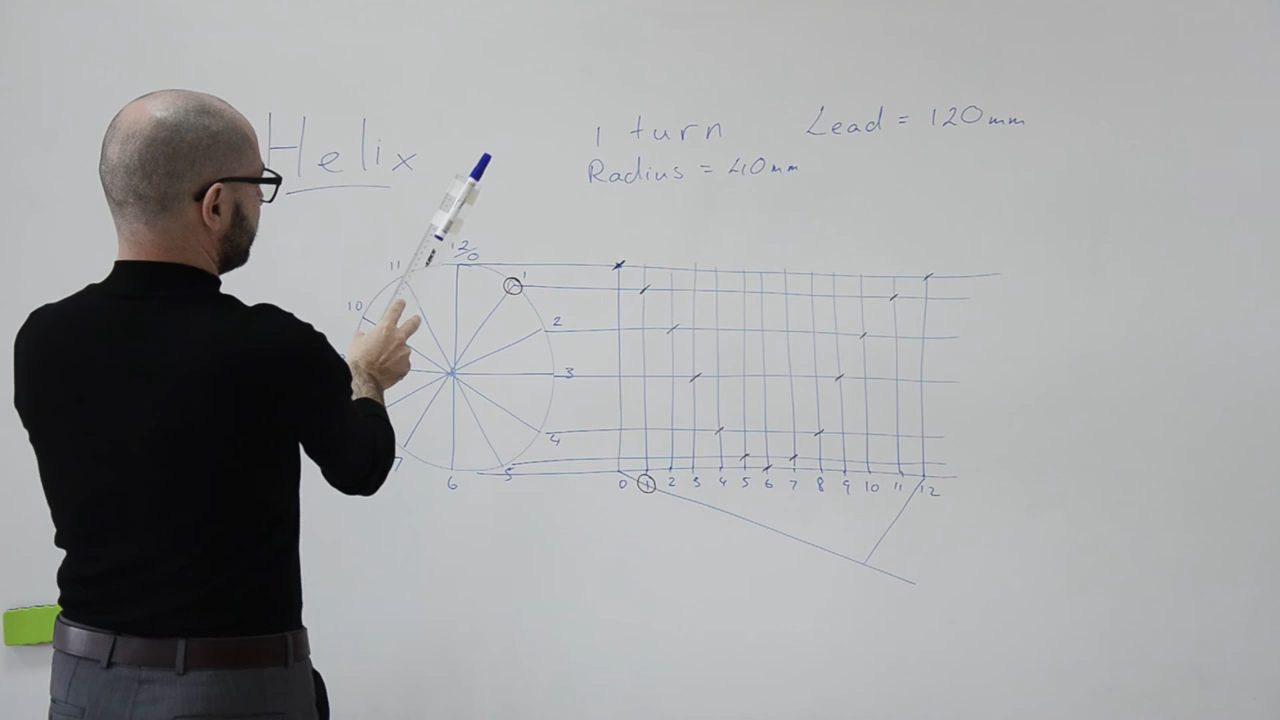 Helix
1 turn
Lead = 120mm
Radius = 40mm
12/0
11
1
10
2
3
4
7
6
5
0 1 2 3 4 5 6 7 8 9 10 11 12